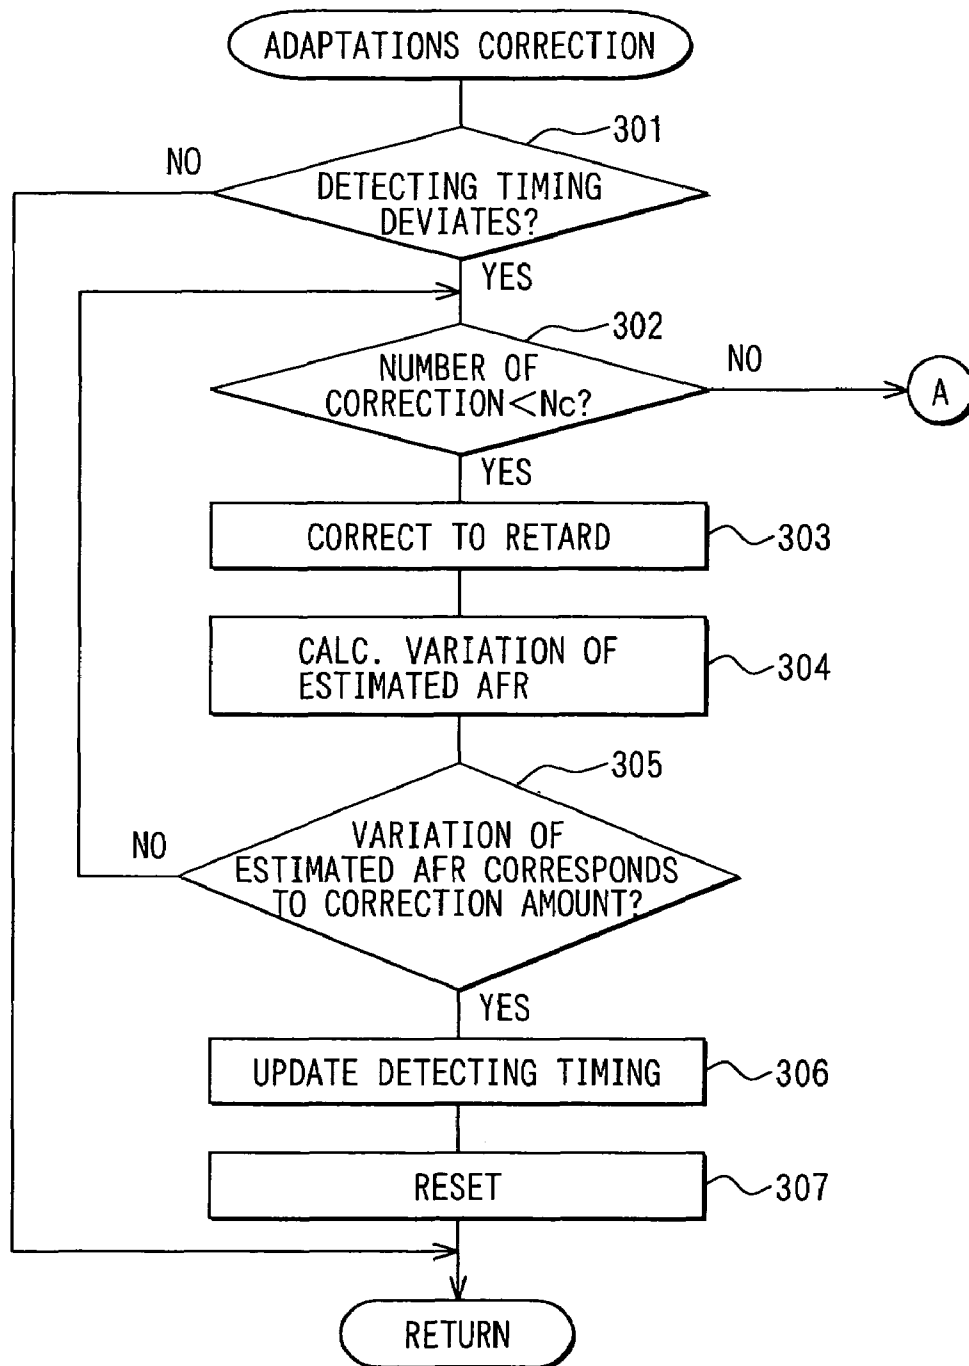 ADAPTATIONS CORRECTION
301
NO
DETECTING TIMING
DEVIATES?
YES
302
NUMBER OF
CORRECTION<Nc?
NO
A
YES
CORRECT TO RETARD
303
CALC. VARIATION OF
ESTIMATED AFR
304
305
NO
VARIATION OF
ESTIMATED AFR CORRESPONDS
TO CORRECTION AMOUNT?
YES
UPDATE DETECTING TIMING
306
RESET
307
RETURN